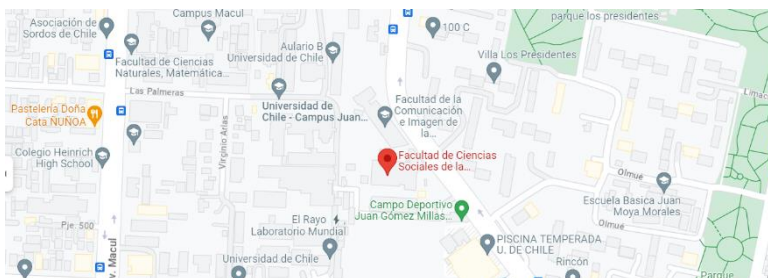 Asociación de
Sordos de Chile
Campus Macul
Facultad de Ciencias
Naturales, Matemática...
Aulario B
Universidad de Chile
100 C
parque los presidentes
Villa Los Presidentes
Las Palmeras
Universidad de
Chile - Campus Juan...
Facultad de la
Comunicación
e Imagen de
la...
Limac
Pastelería Doña
Cata ÑUÑOA
Virginio Arias
Colegio Heinrich
High School
Facultad de Ciencias
Sociales de la...
Olmué
Escuela Basica Juan
Moya Morales
Olmué
Campo Deportivo
Juan Gómez Millas...
Pje. 500
El Rayo
Laboratorio Mundial
v. Macul
Universidad de Chile
PISCINA TEMPERADA
U. DE CHILE
Rincón
Parque